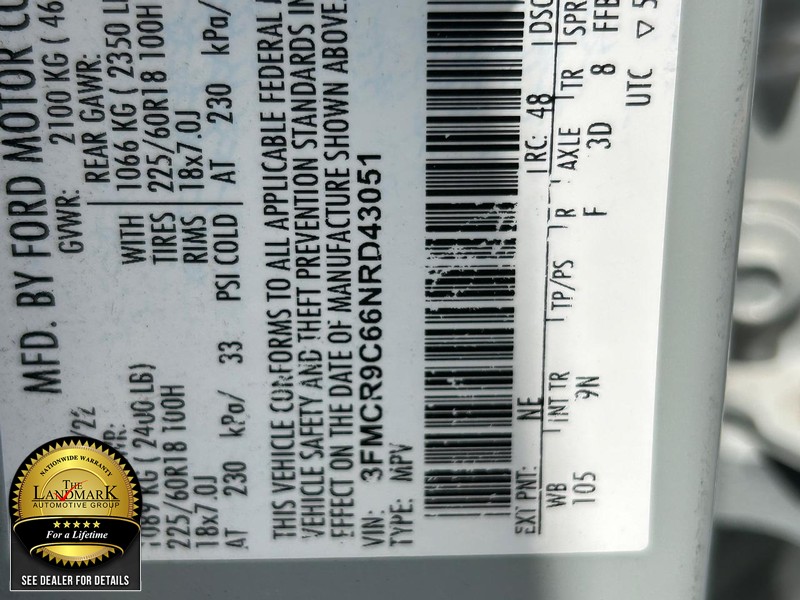 MFD. BY FORD MOTOR CO
GVWR: 2100 KG ( 46
/22
REAR GAWR:
1089 KG ( 2400 LB) WITH 1066 KG ( 2350 L
225/60R18 100H TIRES 225/60R18 100H
18x7.0J RIMS 18x7.0J
AT 230 kPa/ 33 PSI COLD AT 230 kPa/
THIS VEHICLE CONFORMS TO ALL APPLICABLE FEDERAL
VEHICLE SAFETY AND THEFT PREVENTION STANDARDS IN
EFFECT ON THE DATE OF MANUFACTURE SHOWN ABOVE.
VIN: 3FMCR9C66NRD43051
TYPE: MPV
EXT PNT: NE RC: 48 DSO
WB INT TR TP/PS R AXLE TR SPR
105 9N F 3D 8 FFB
UTC ▽ 5
NATIONWIDE WARRANTY
THE
LANDMARK
AUTOMOTIVE GROUP
For a Lifetime
SEE DEALER FOR DETAILS